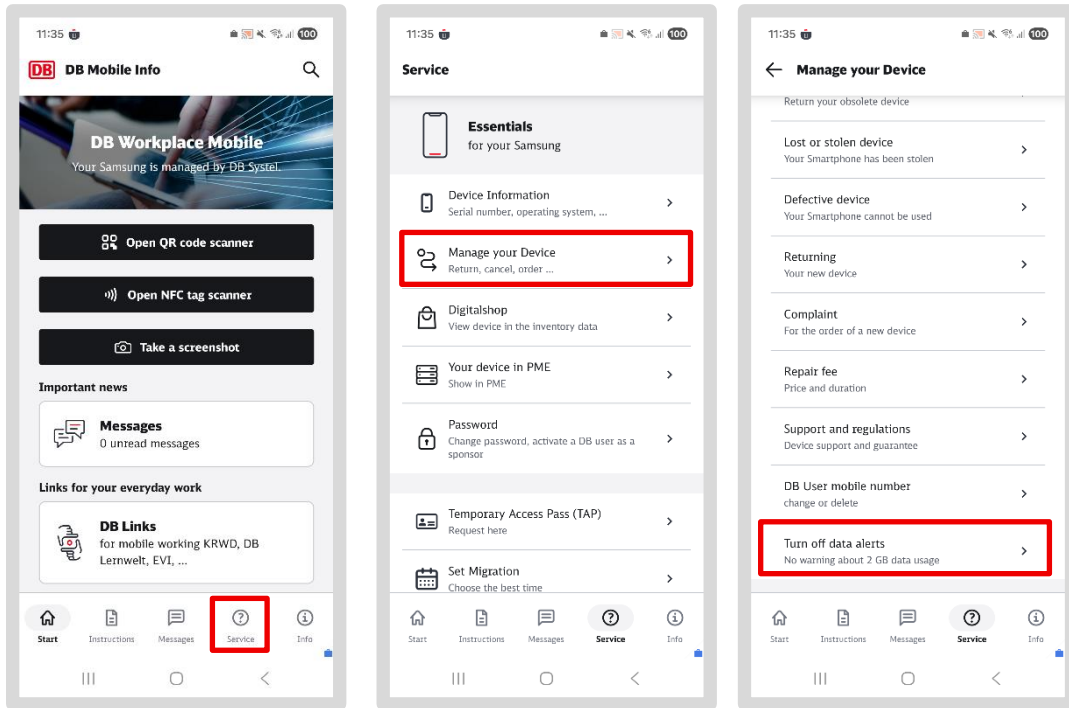 11:35
100
DB DB Mobile Info
DB Workplace Mobile
Your Samsung is managed by DB Systel.
Open QR code scanner
Open NFC tag scanner
Take a screenshot
Important news
Messages
0 unread messages
Links for your everyday work
DB Links
for mobile working KRWD, DB
Lernwelt, EVI, ...
Start Instructions Messages Service Info
11:35
100
Service
Essentials
for your Samsung
Device Information
Serial number, operating system, ...
Manage your Device
Return, cancel, order ...
Digitalshop
View device in the inventory data
Your device in PME
Show in PME
Password
Change password, activate a DB user as a
sponsor
Temporary Access Pass (TAP)
Request here
Set Migration
Choose the best time
Start Instructions Messages Service Info
11:35
100
Manage your Device
Return your obsolete device
Lost or stolen device
Your Smartphone has been stolen
Defective device
Your Smartphone cannot be used
Returning
Your new device
Complaint
For the order of a new device
Repair fee
Price and duration
Support and regulations
Device support and guarantee
DB User mobile number
change or delete
Turn off data alerts
No warning about 2 GB data usage
Start Instructions Messages Service Info